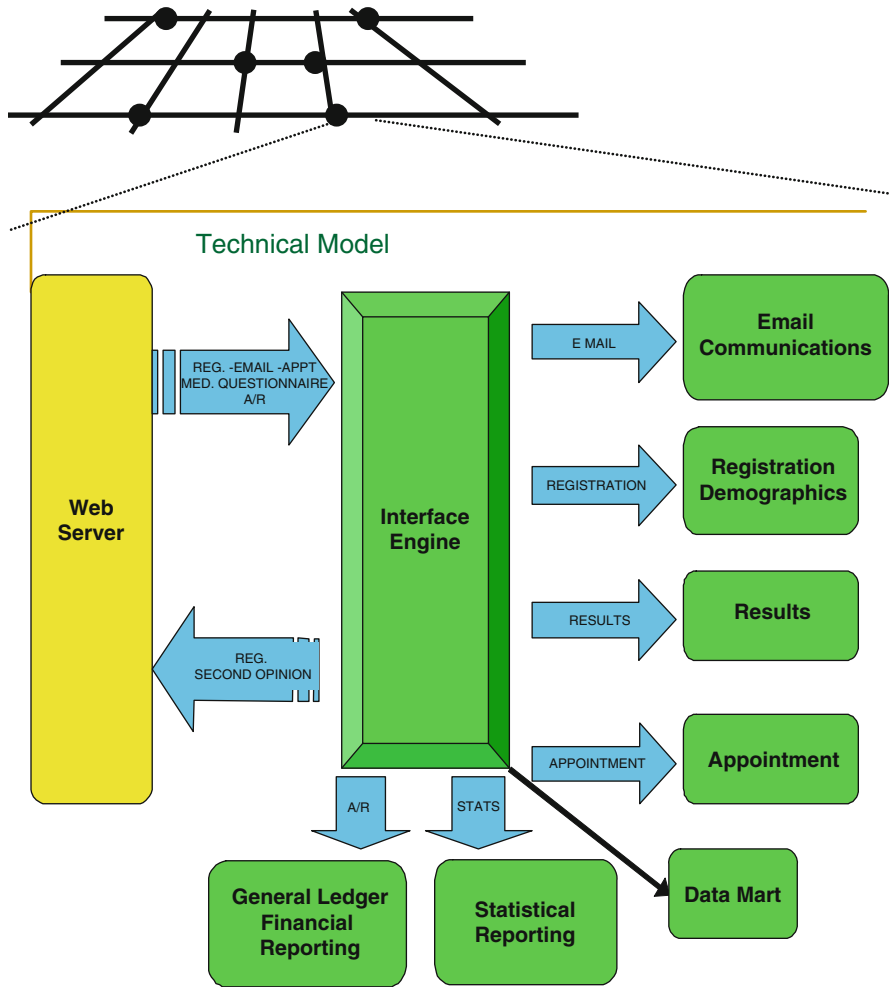 Technical Model
REG. -EMAIL -APPT
MED. QUESTIONNAIRE
A/R
Web
Server
REG.
SECOND OPINION
Interface
Engine
E MAIL
Email
Communications
REGISTRATION
Registration
Demographics
RESULTS
Results
APPOINTMENT
Appointment
A/R
STATS
General Ledger
Financial
Reporting
Statistical
Reporting
Data Mart